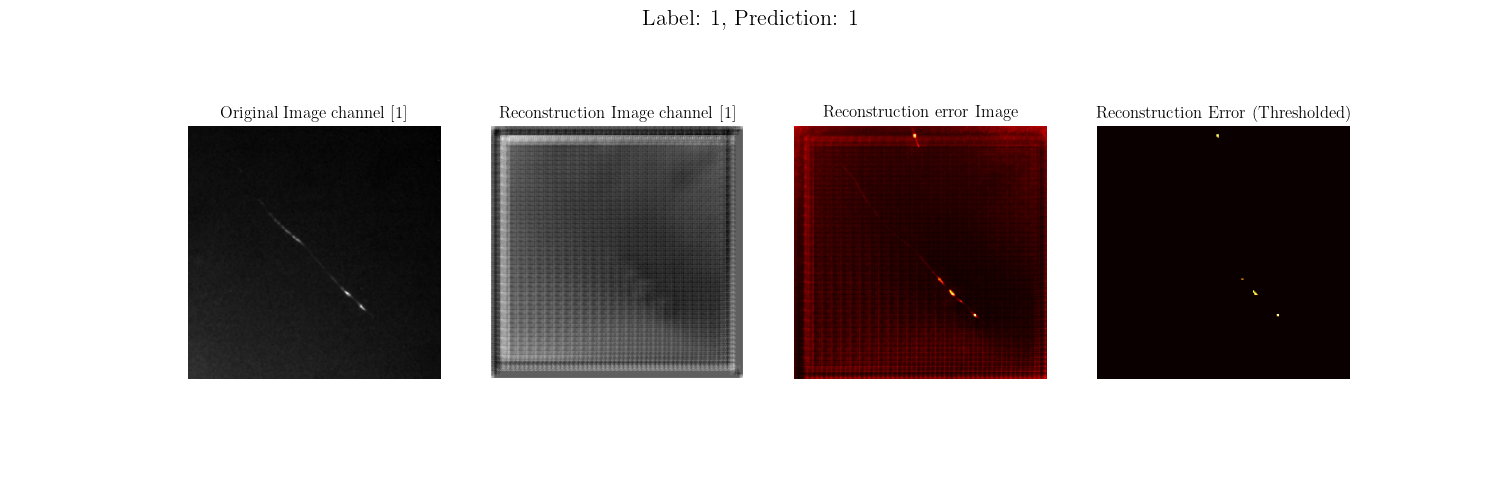 Label: 1, Prediction: 1
Original Image channel [1]
Reconstruction Image channel [1]
Reconstruction error Image
Reconstruction Error (Thresholded)